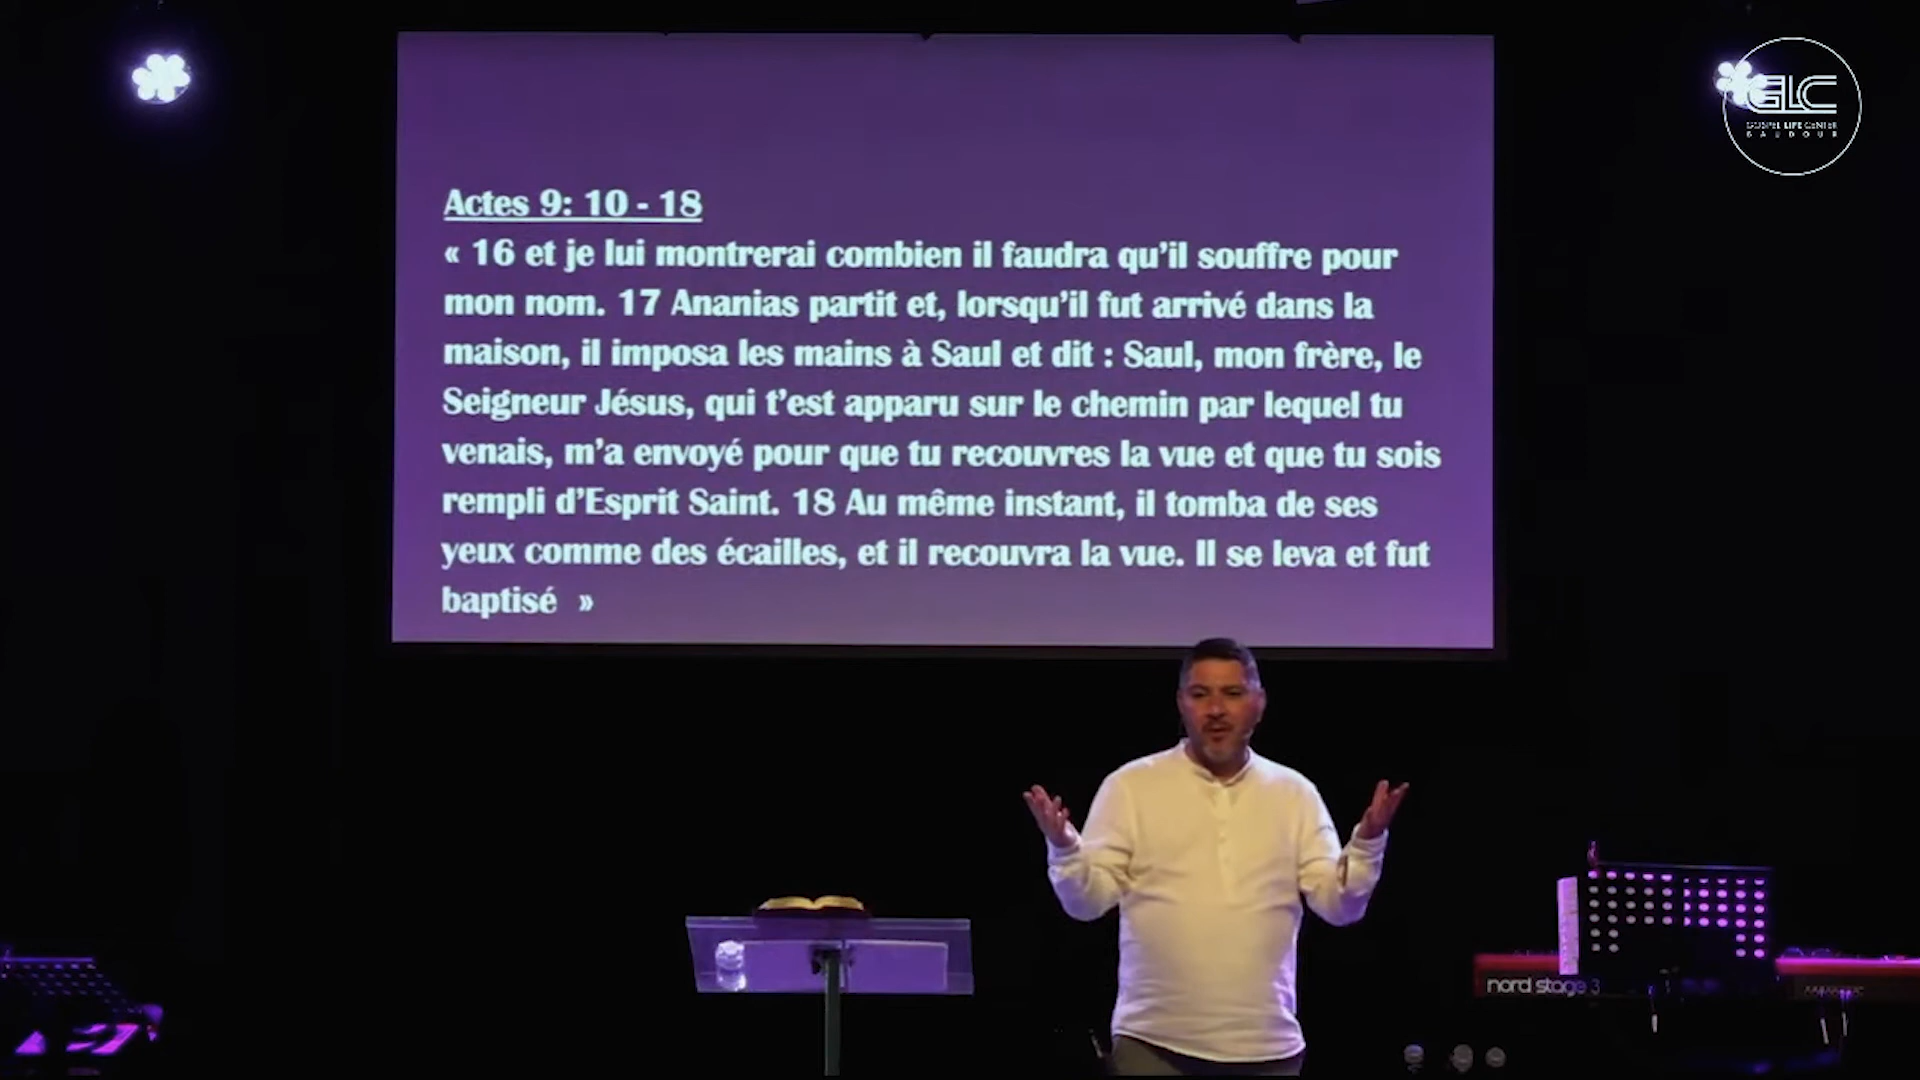 GLC
GOSPEL LIFE CENTER
BAUDOUR
Actes 9: 10 - 18
« 16 et je lui montrerai combien il faudra qu’il souffre pour
mon nom. 17 Ananias partit et, lorsqu’il fut arrivé dans la
maison, il imposa les mains à Saul et dit : Saul, mon frère, le
Seigneur Jésus, qui t’est apparu sur le chemin par lequel tu
venais, m’a envoyé pour que tu recouvres la vue et que tu sois
rempli d’Esprit Saint. 18 Au même instant, il tomba de ses
yeux comme des écailles, et il recouvra la vue. Il se leva et fut
baptisé »
nord stage 3